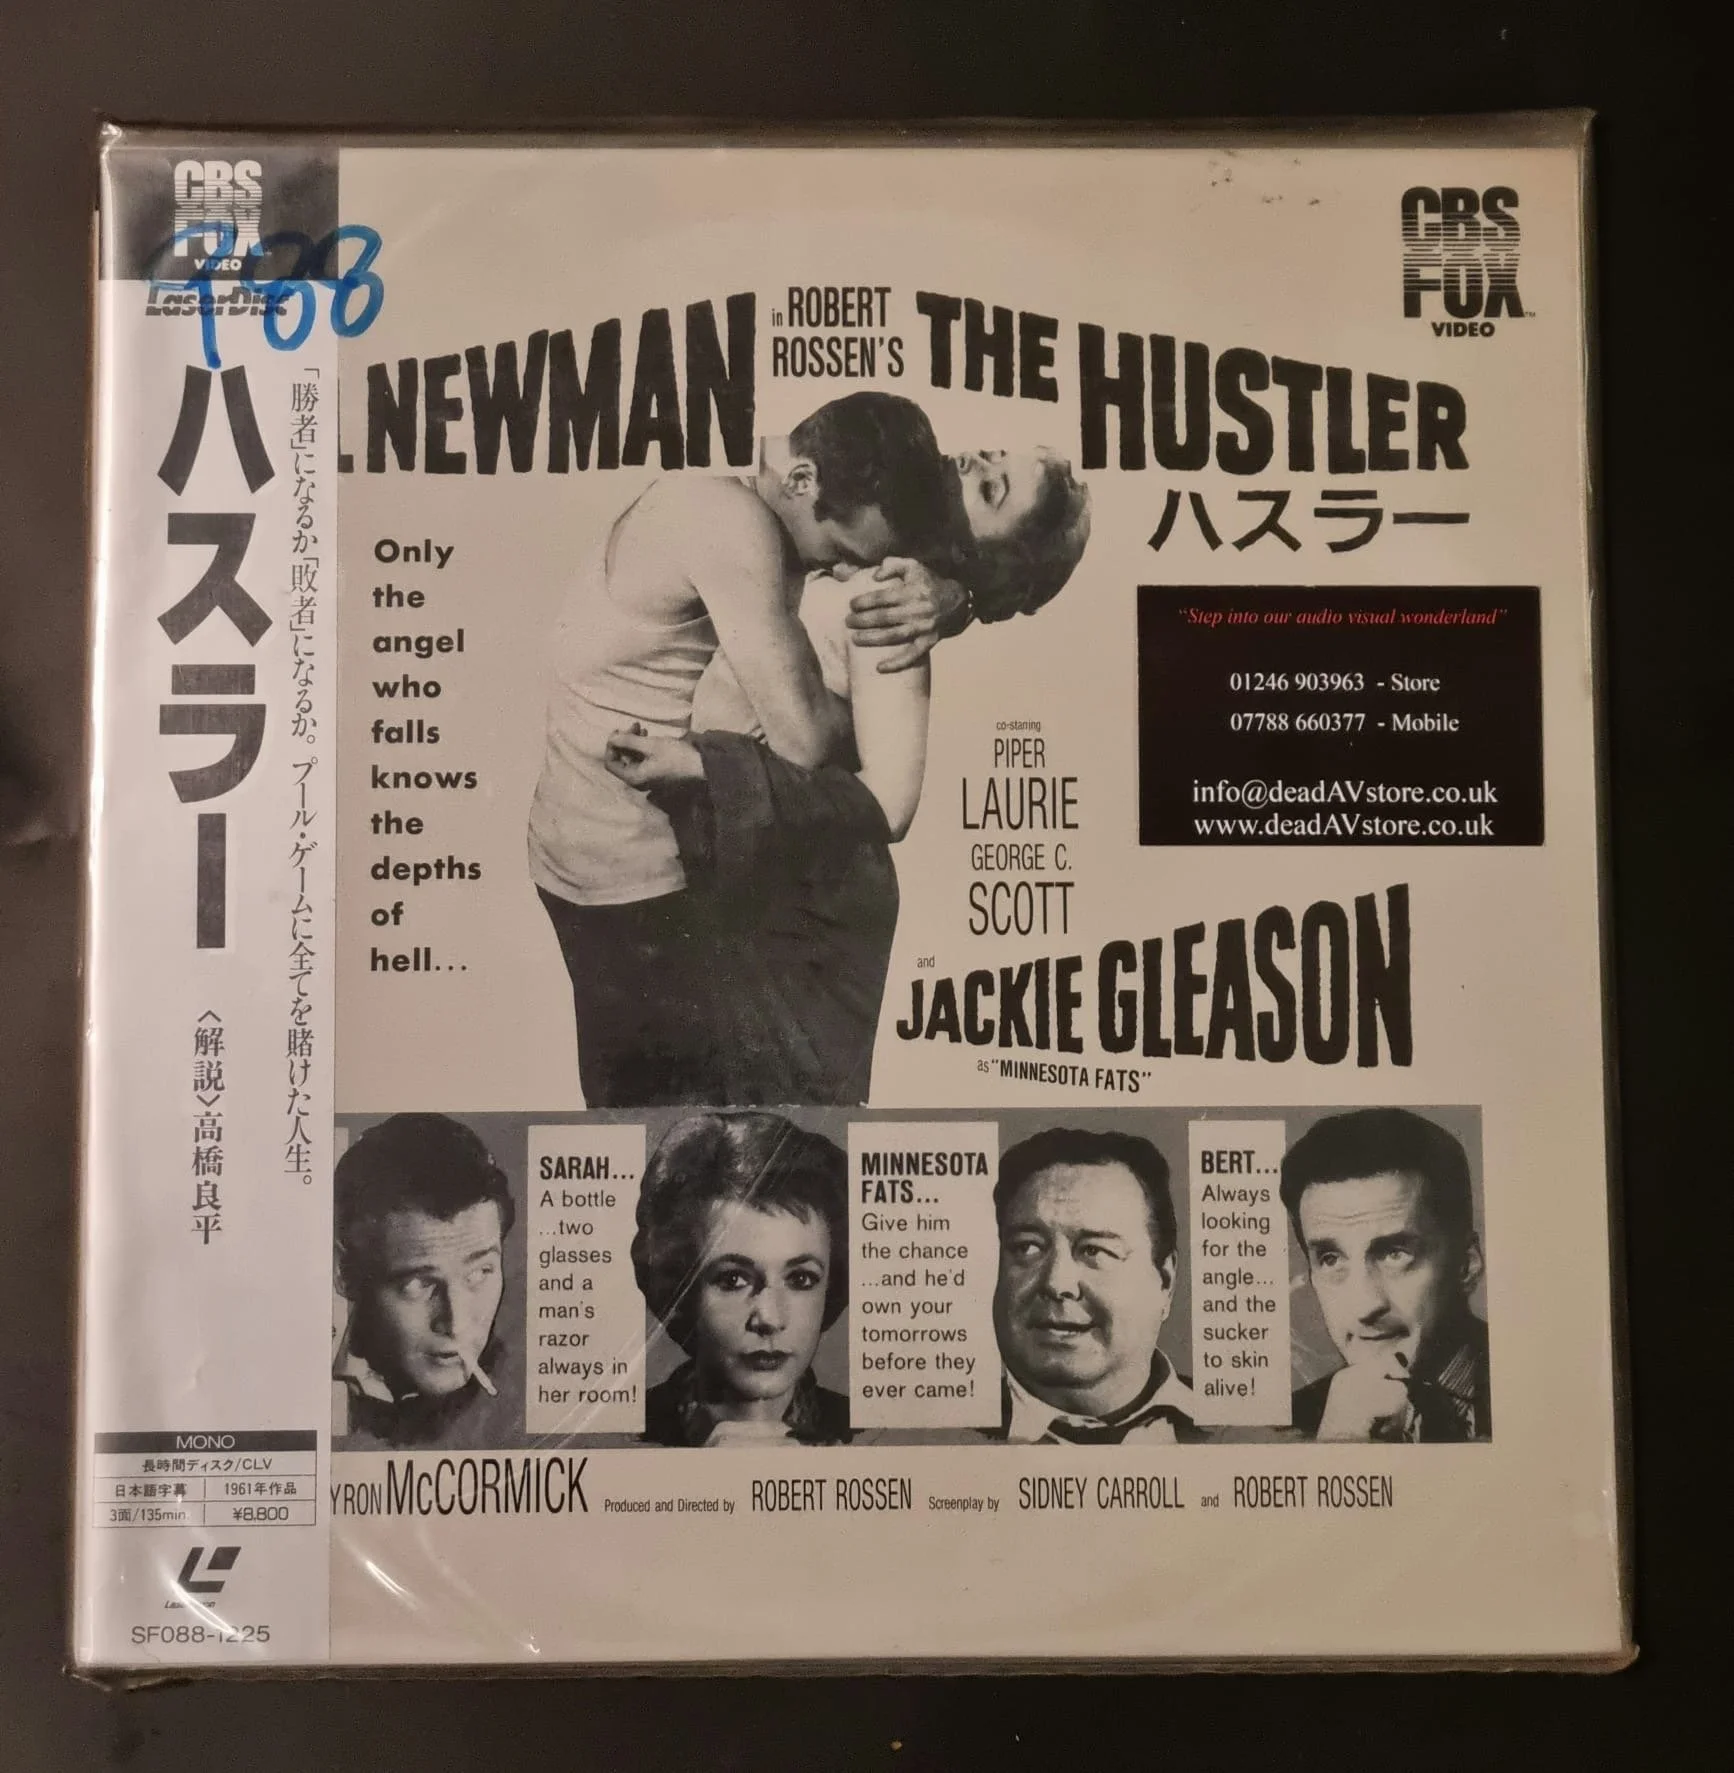 CBS
FOX
VIDEO
988
LaserDisc
ハスラー
「勝者」になるか「敗者」になるか。プール・ゲームに全てを賭けた人生。
〈解説〉高橋良平
MONO
長時間ディスク/CLV
日本語字幕 1961年作品
3面/135min. ¥8,800
LaserVision
SF088-1225
CBS
FOX
VIDEO
NEWMAN
in ROBERT
ROSSEN'S
THE HUSTLER
ハスラー
Only
the
angel
who
falls
knows
the
depths
of
hell...
"Step into our audio visual wonderland"
01246 903963 - Store
07788 660377 - Mobile
info@deadAVstore.co.uk
www.deadAVstore.co.uk
co-starring
PIPER
LAURIE
GEORGE C.
SCOTT
and
JACKIE GLEASON
as "MINNESOTA FATS"
SARAH...
A bottle
...two
glasses
and a
man's
razor
always in
her room!
MINNESOTA
FATS...
Give him
the chance
...and he'd
own your
tomorrows
before they
ever came!
BERT...
Always
looking
for the
angle...
and the
sucker
to skin
alive!
YRON McCORMICK Produced and Directed by ROBERT ROSSEN Screenplay by SIDNEY CARROLL and ROBERT ROSSEN